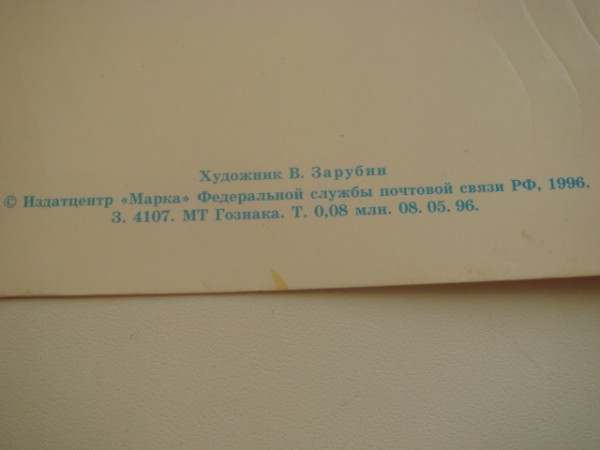 Художник В. Зарубин
© Издатцентр «Марка» Федеральной службы почтовой связи РФ, 1996.
З. 4107. МТ Гознака. Т. 0,08 млн. 08. 05. 96.